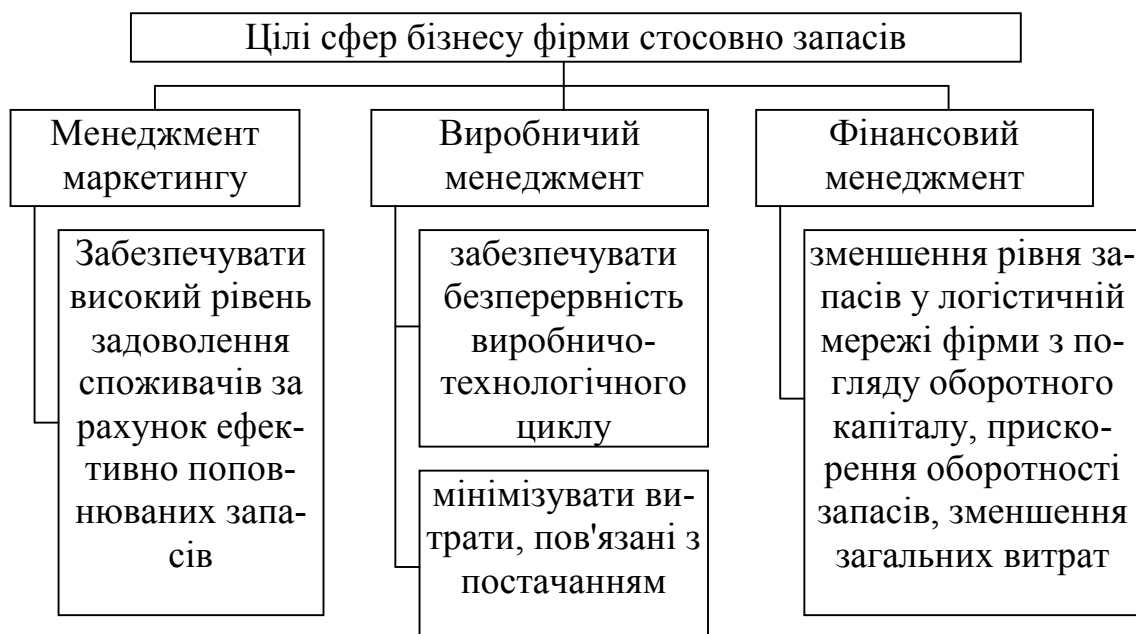 Цілі сфер бізнесу фірми стосовно запасів
Менеджмент
маркетингу
Забезпечувати
високий рівень
задоволення
споживачів за
рахунок ефек-
тивно попов-
нюваних запа-
сів
Виробничий
менеджмент
забезпечувати
безперервність
виробничо-
технологічного
циклу
мінімізувати ви-
трати, пов'язані з
постачанням
Фінансовий
менеджмент
зменшення рівня за-
пасів у логістичній
мережі фірми з по-
гляду оборотного
капіталу, приско-
рення оборотності
запасів, зменшення
загальних витрат